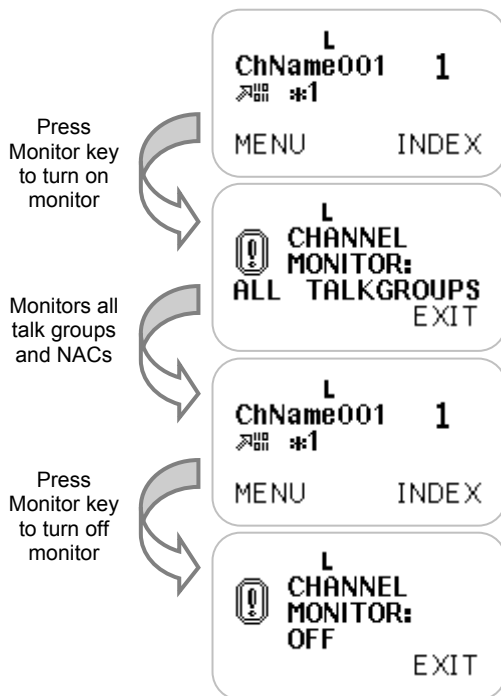 L
ChName001 1
*1
MENU INDEX
Press
Monitor key
to turn on
monitor
L
CHANNEL
MONITOR:
ALL TALKGROUPS
EXIT
Monitors all
talk groups
and NACs
L
ChName001 1
*1
MENU INDEX
Press
Monitor key
to turn off
monitor
L
CHANNEL
MONITOR:
OFF
EXIT